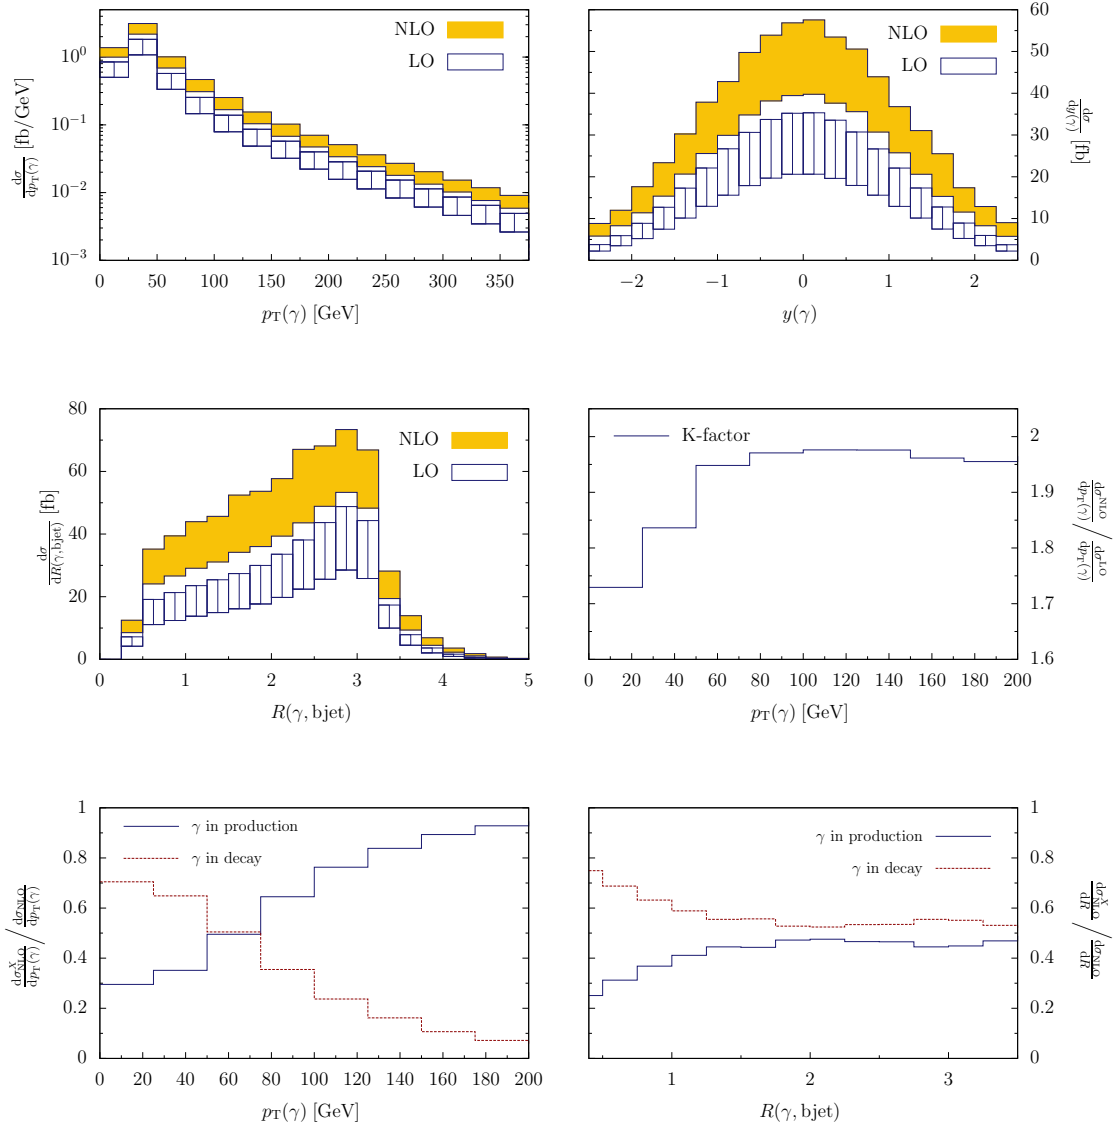 dσ/dp_T(γ) [fb/GeV]
10^0
10^−1
10^−2
10^−3
NLO
LO
0 50 100 150 200 250 300 350
p_T(γ) [GeV]
NLO
LO
60
50
40
30
20
10
0
dσ/dy(γ) [fb]
−2 −1 0 1 2
y(γ)
dσ/dR(γ,bjet) [fb]
80
60
40
20
0
NLO
LO
0 1 2 3 4 5
R(γ, bjet)
K-factor
2
1.9
1.8
1.7
1.6
dσ^NLO/dp_T(γ) / dσ^LO/dp_T(γ)
0 20 40 60 80 100 120 140 160 180 200
p_T(γ) [GeV]
dσ^X_NLO/dp_T(γ) / dσ_NLO/dp_T(γ)
1
0.8
0.6
0.4
0.2
0
γ in production
γ in decay
0 20 40 60 80 100 120 140 160 180 200
p_T(γ) [GeV]
γ in production
γ in decay
1
0.8
0.6
0.4
0.2
0
dσ^X_NLO/dR / dσ_NLO/dR
1 2 3
R(γ, bjet)